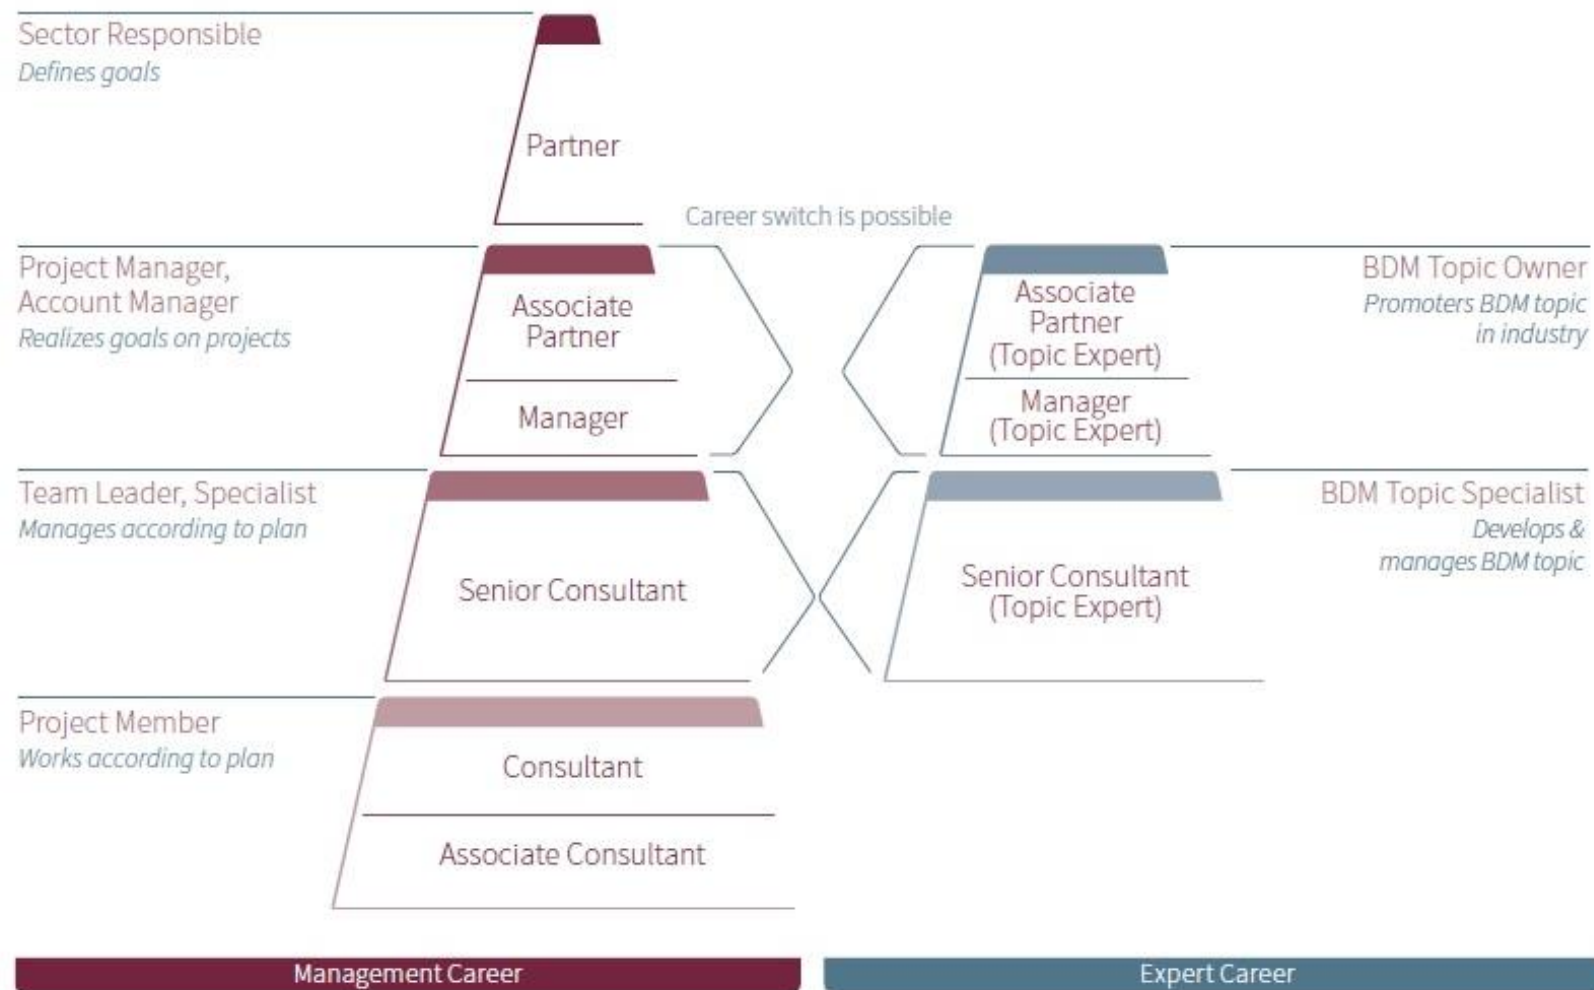 Sector Responsible
Defines goals
Partner
Career switch is possible
Project Manager,
Account Manager
Realizes goals on projects
Associate
Partner
Manager
Associate
Partner
(Topic Expert)
Manager
(Topic Expert)
BDM Topic Owner
Promoters BDM topic
in industry
Team Leader, Specialist
Manages according to plan
Senior Consultant
Senior Consultant
(Topic Expert)
BDM Topic Specialist
Develops &
manages BDM topic
Project Member
Works according to plan
Consultant
Associate Consultant
Management Career
Expert Career